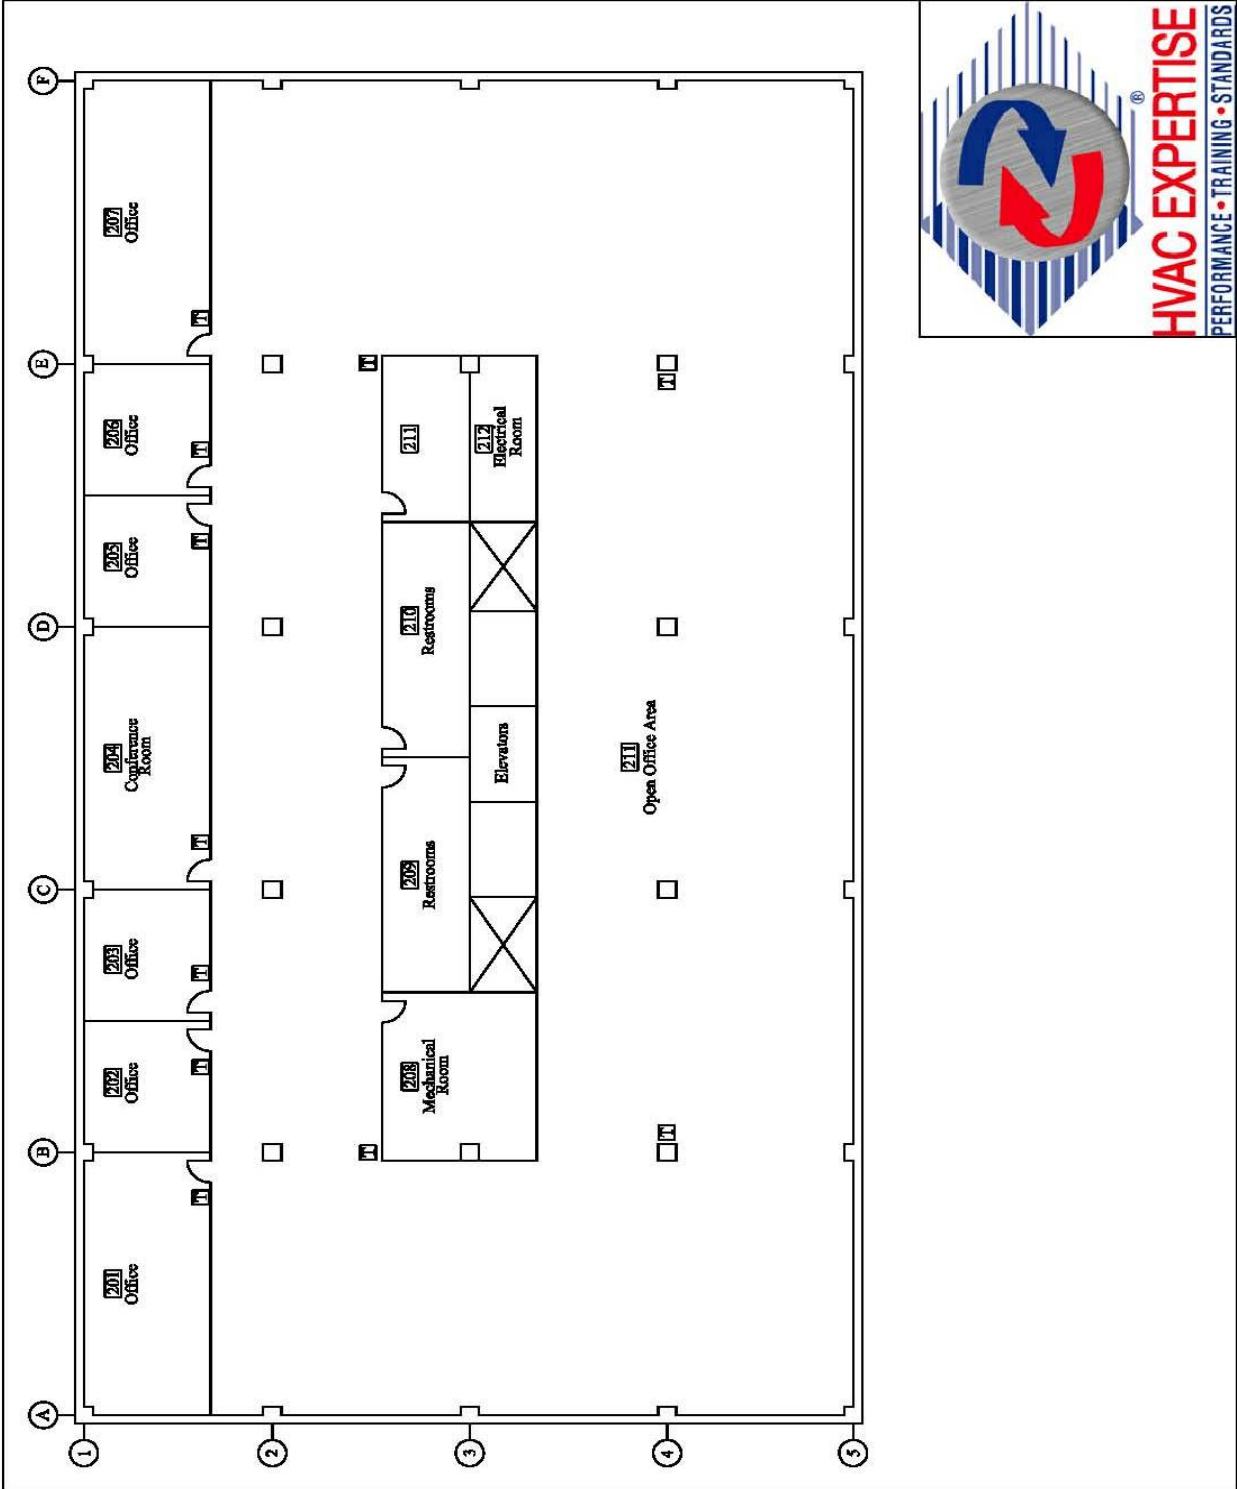 A
B
C
D
E
F
1
2
3
4
5
201
Office
T
202
Office
T
203
Office
T
204
Conference
Room
T
205
Office
T
206
Office
T
207
Office
T
T
208
Mechanical
Room
209
Restrooms
210
Restrooms
211
T
Elevators
212
Electrical
Room
T
211
Open Office Area
T
®
HVAC EXPERTISE
PERFORMANCE•TRAINING•STANDARDS